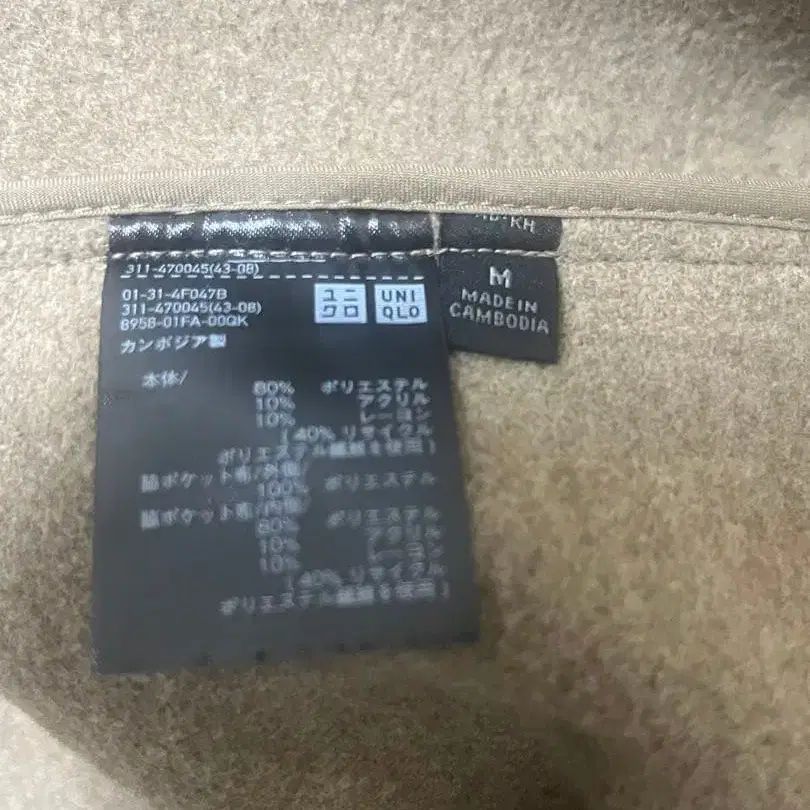 311-470045(43-08)
01-31-4F047B
311-470045(43-08)
8958-01FA-00QK
カンボジア製
ユニ
クロ
UNI
QLO
M
MADE IN
CAMBODIA
本体/
80% ポリエステル
10% アクリル
10% レーヨン
(40% リサイクル
ポリエステル繊維を使用)
脇ポケット布/外側/
100% ポリエステル
脇ポケット布/内側/
80% ポリエステル
10% アクリル
10% レーヨン
(40% リサイクル
ポリエステル繊維を使用)